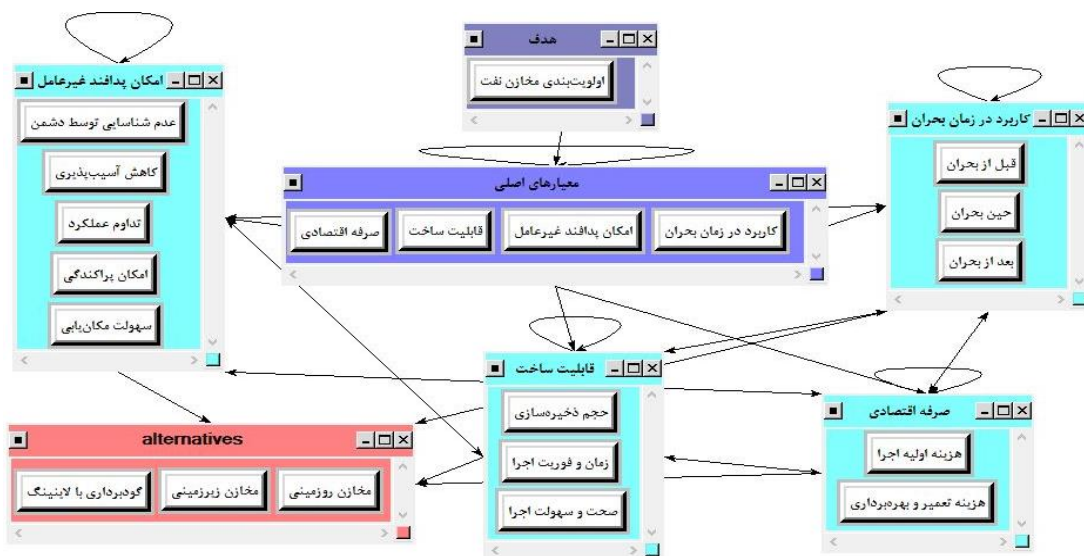 هدف
اولویت‌بندی مخازن نفت
امکان پدافند غیرعامل
عدم شناسایی توسط دشمن
کاهش آسیب‌پذیری
تداوم عملکرد
امکان پراکندگی
سهولت مکان‌یابی
کاربرد در زمان بحران
قبل از بحران
حین بحران
بعد از بحران
معیارهای اصلی
کاربرد در زمان بحران
امکان پدافند غیرعامل
قابلیت ساخت
صرفه اقتصادی
قابلیت ساخت
حجم ذخیره‌سازی
زمان و فوریت اجرا
صحت و سهولت اجرا
صرفه اقتصادی
هزینه اولیه اجرا
هزینه تعمیر و بهره‌برداری
alternatives
مخازن روزمینی
مخازن زیرزمینی
گودبرداری با لاینینگ